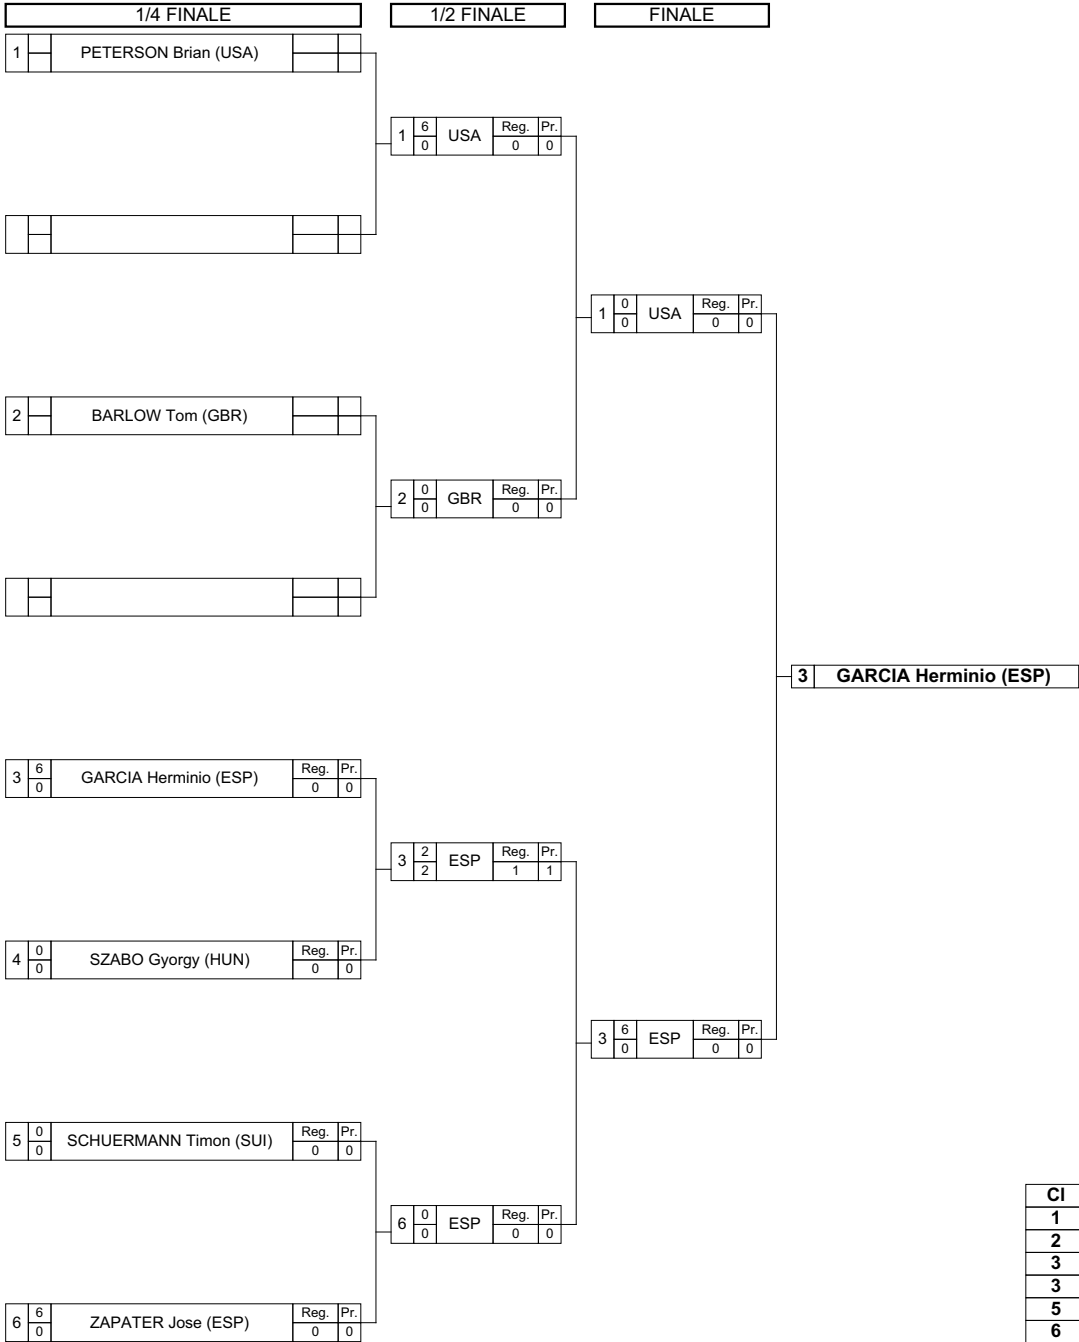 1/4 FINALE 1/2 FINALE FINALE
1 PETERSON Brian (USA)
1 6 0 USA Reg. 0 Pr. 0
1 0 0 USA Reg. 0 Pr. 0
2 BARLOW Tom (GBR)
2 0 0 GBR Reg. 0 Pr. 0
3 GARCIA Herminio (ESP)
3 6 0 GARCIA Herminio (ESP) Reg. 0 Pr. 0
3 2 2 ESP Reg. 1 Pr. 1
4 0 0 SZABO Gyorgy (HUN) Reg. 0 Pr. 0
3 6 0 ESP Reg. 0 Pr. 0
5 0 0 SCHUERMANN Timon (SUI) Reg. 0 Pr. 0
6 0 0 ESP Reg. 0 Pr. 0
6 6 0 ZAPATER Jose (ESP) Reg. 0 Pr. 0
Cl
1
2
3
3
5
6